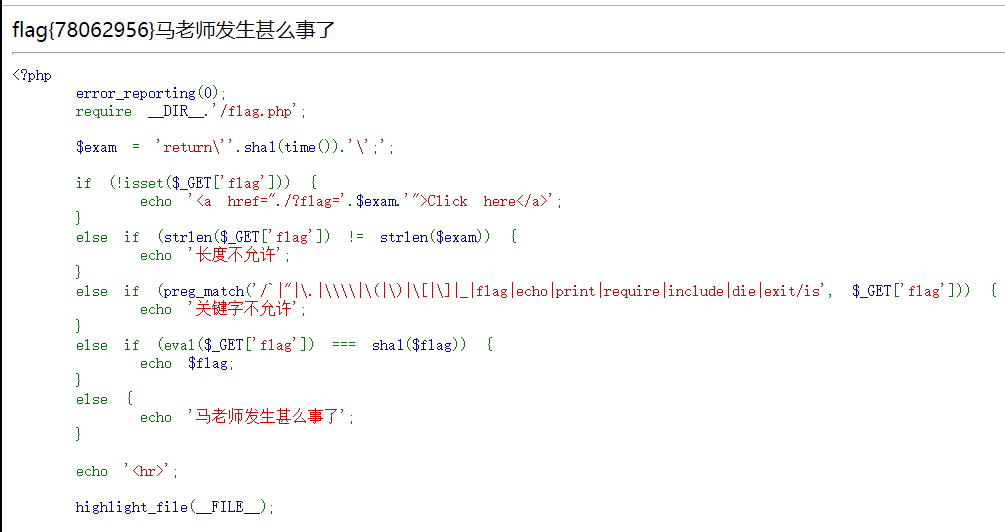 flag{78062956}马老师发生甚么事了
<?php
error_reporting(0);
require __DIR__.'/flag.php';
$exam = 'return\''.sha1(time()).'\';';
if (!isset($_GET['flag'])) {
echo '<a href="./?flag='.$exam.'">Click here</a>';
}
else if (strlen($_GET['flag']) != strlen($exam)) {
echo '长度不允许';
}
else if (preg_match('/`|"|\.|\\\\|\(|\)|\[|\]|_|flag|echo|print|require|include|die|exit/is', $_GET['flag'])) {
echo '关键字不允许';
}
else if (eval($_GET['flag']) === sha1($flag)) {
echo $flag;
}
else {
echo '马老师发生甚么事了';
}
echo '<hr>';
highlight_file(__FILE__);